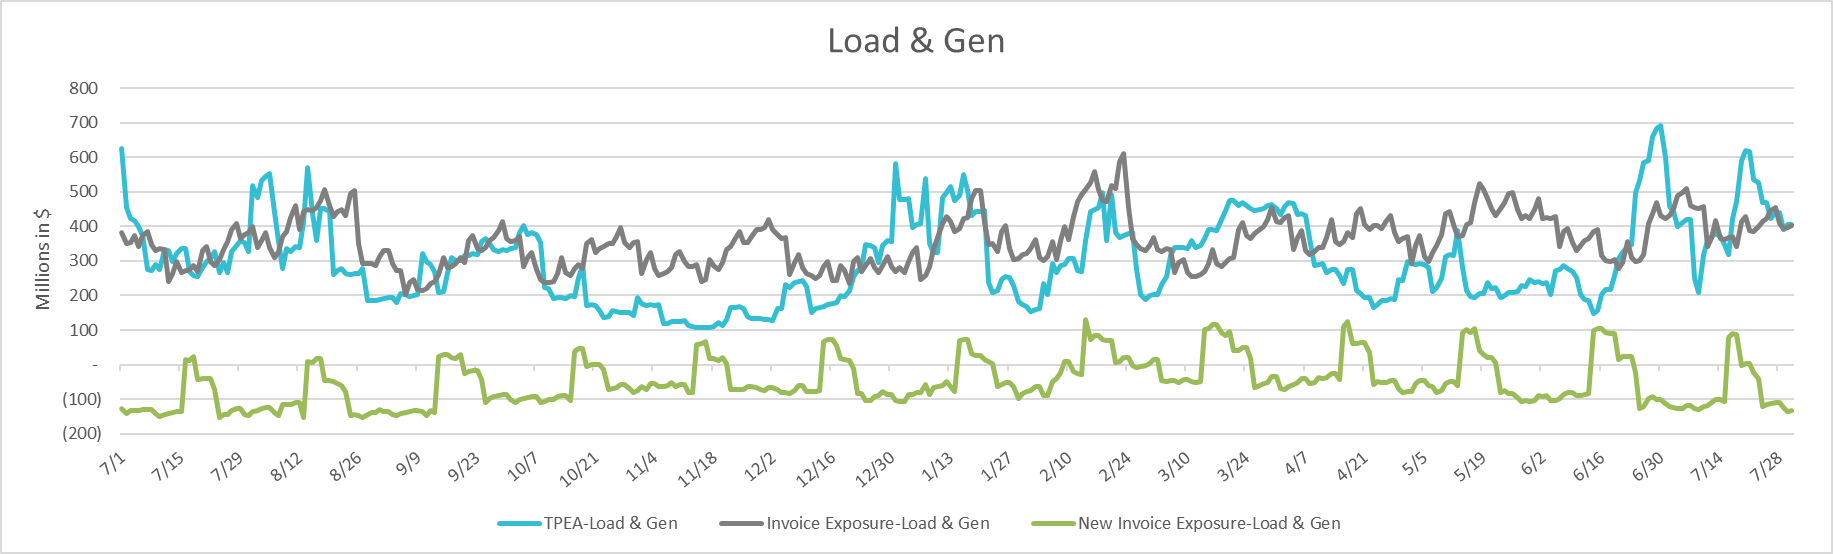 Load & Gen
Millions in $
800
700
600
500
400
300
200
100
-
(100)
(200)
7/1 7/15 7/29 8/12 8/26 9/9 9/23 10/7 10/21 11/4 11/18 12/2 12/16 12/30 1/13 1/27 2/10 2/24 3/10 3/24 4/7 4/21 5/5 5/19 6/2 6/16 6/30 7/14 7/28
TPEA-Load & Gen Invoice Exposure-Load & Gen New Invoice Exposure-Load & Gen